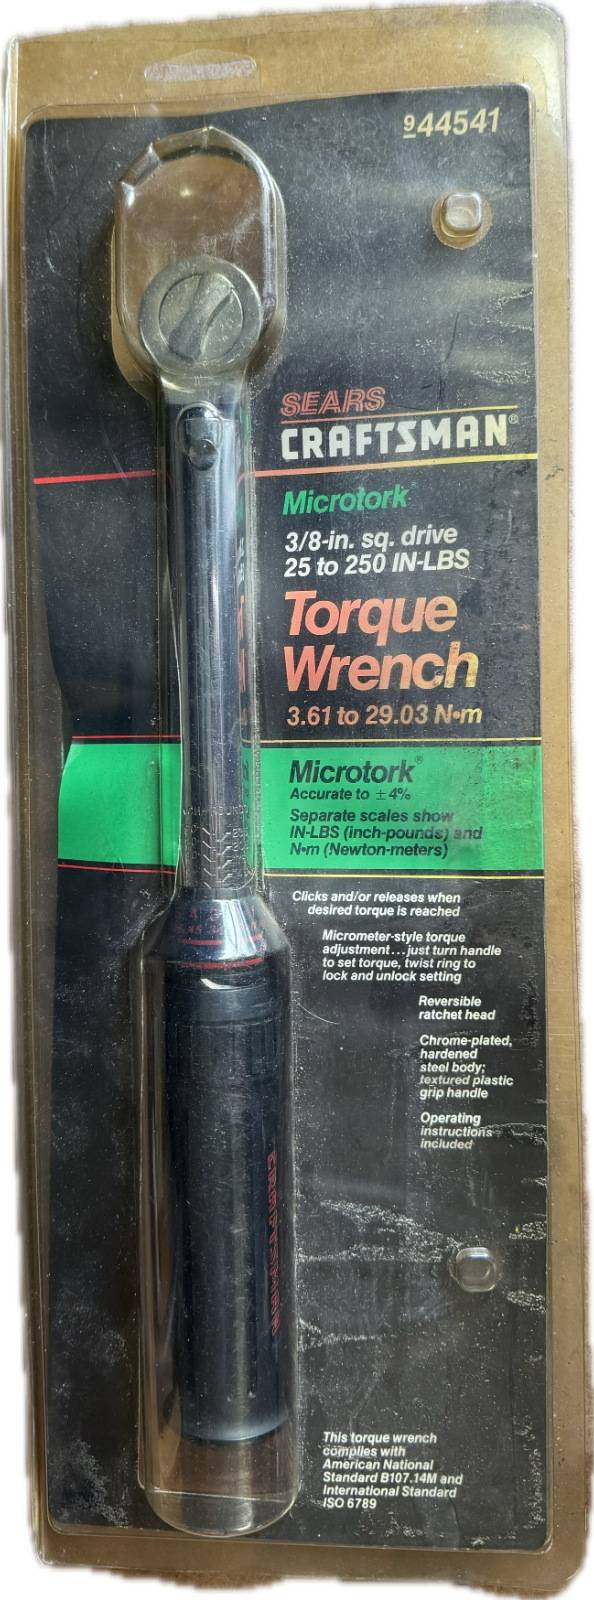 944541
SEARS
CRAFTSMAN®
Microtork®
3/8-in. sq. drive
25 to 250 IN-LBS
Torque
Wrench
3.61 to 29.03 N•m
Microtork®
Accurate to ±4%
Separate scales show
IN-LBS (inch-pounds) and
N•m (Newton-meters)
Clicks and/or releases when
desired torque is reached
Micrometer-style torque
adjustment...just turn handle
to set torque, twist ring to
lock and unlock setting
Reversible
ratchet head
Chrome-plated,
hardened
steel body;
textured plastic
grip handle
Operating
instructions
included
CRAFTSMAN
This torque wrench
complies with
American National
Standard B107.14M and
International Standard
ISO 6789